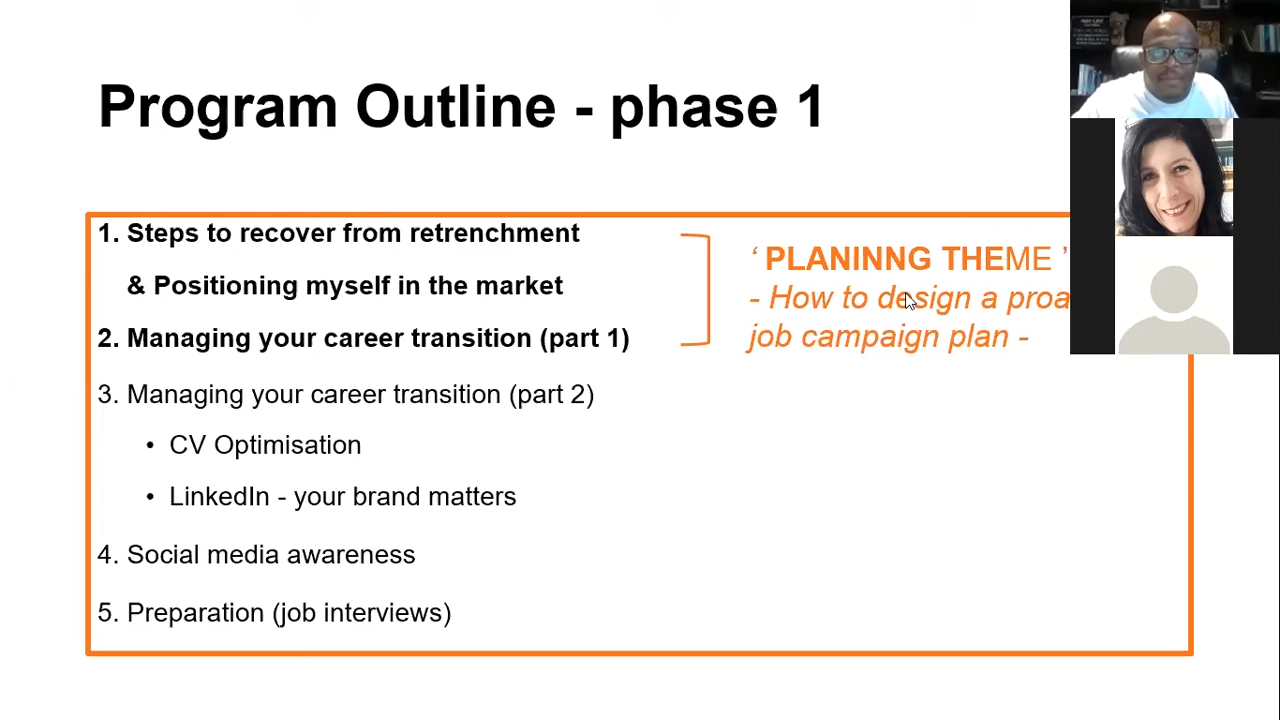 Program Outline - phase 1
1. Steps to recover from retrenchment
& Positioning myself in the market
2. Managing your career transition (part 1)
‘ PLANINNG THEME ’
- How to design a proa
job campaign plan -
3. Managing your career transition (part 2)
• CV Optimisation
• LinkedIn - your brand matters
4. Social media awareness
5. Preparation (job interviews)